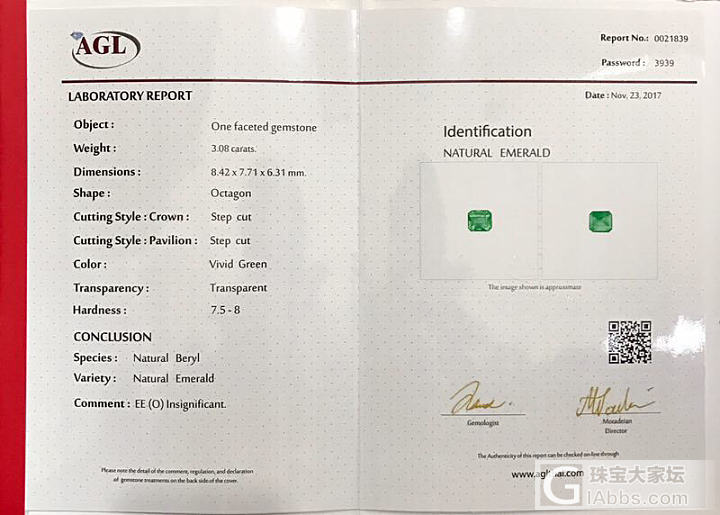 AGL
LABORATORY REPORT
Object : One faceted gemstone
Weight : 3.08 carats.
Dimensions : 8.42 x 7.71 x 6.31 mm.
Shape : Octagon
Cutting Style : Crown : Step cut
Cutting Style : Pavilion : Step cut
Color : Vivid Green
Transparency : Transparent
Hardness : 7.5 - 8
CONCLUSION
Species : Natural Beryl
Variety : Natural Emerald
Comment : EE (O) Insignificant.
Please note the detail of the comment, regulation, and declaration
of gemstone treatments on the back side of the cover.
Report No.: 0021839
Password : 3939
Date : Nov, 23, 2017
Identification
NATURAL EMERALD
The image shown is approximate
Gemologist
Moradeian
Director
The Authenticity of this report can be checked on-line through
G 珠宝大家坛
iAbbs.com